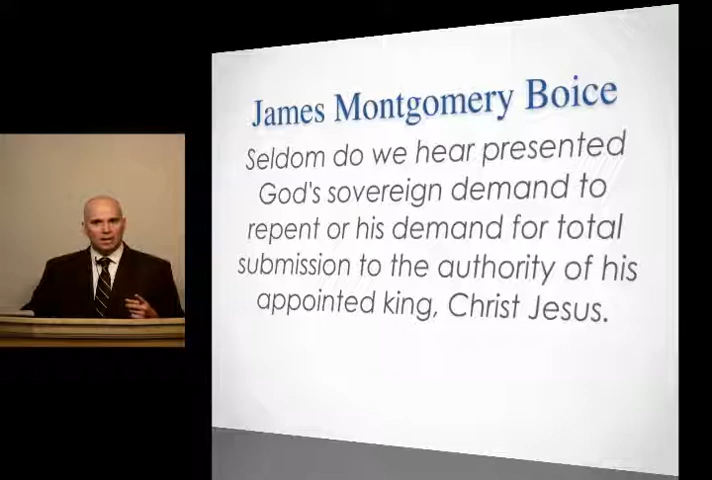 James Montgomery Boice
Seldom do we hear presented
God's sovereign demand to
repent or his demand for total
submission to the authority of his
appointed king, Christ Jesus.